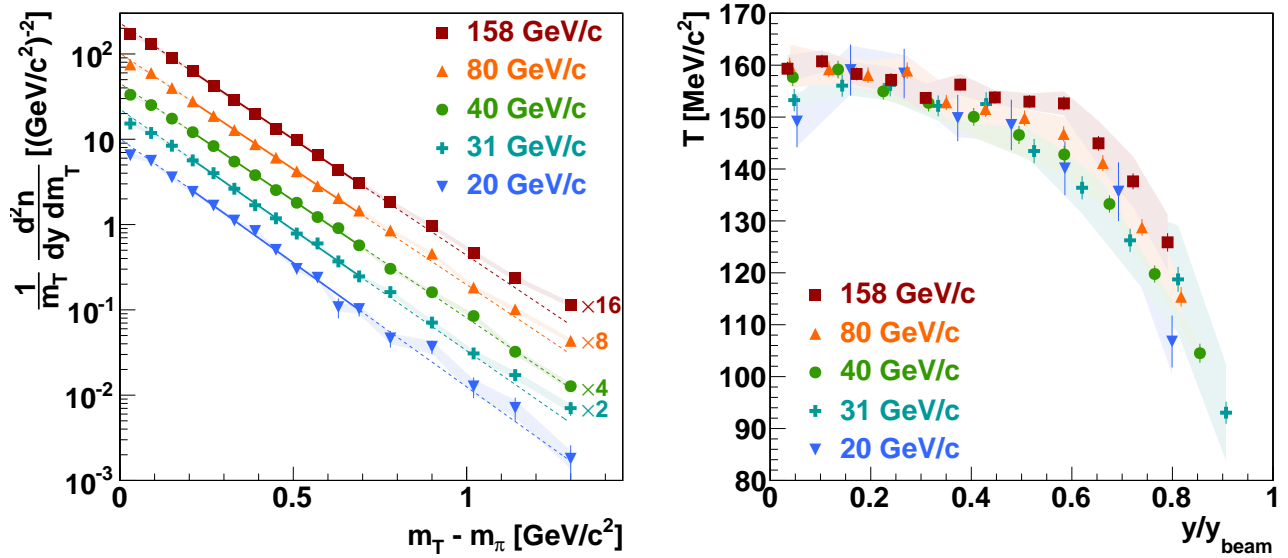 1/m_T d²n/dy dm_T [(GeV/c²)⁻²]
10²
10
1
10⁻¹
10⁻²
10⁻³
158 GeV/c
80 GeV/c
40 GeV/c
31 GeV/c
20 GeV/c
×16
×8
×4
×2
0 0.5 1
m_T - m_π [GeV/c²]
T [MeV/c²]
170
160
150
140
130
120
110
100
90
80
158 GeV/c
80 GeV/c
40 GeV/c
31 GeV/c
20 GeV/c
0 0.2 0.4 0.6 0.8 1
y/y_beam